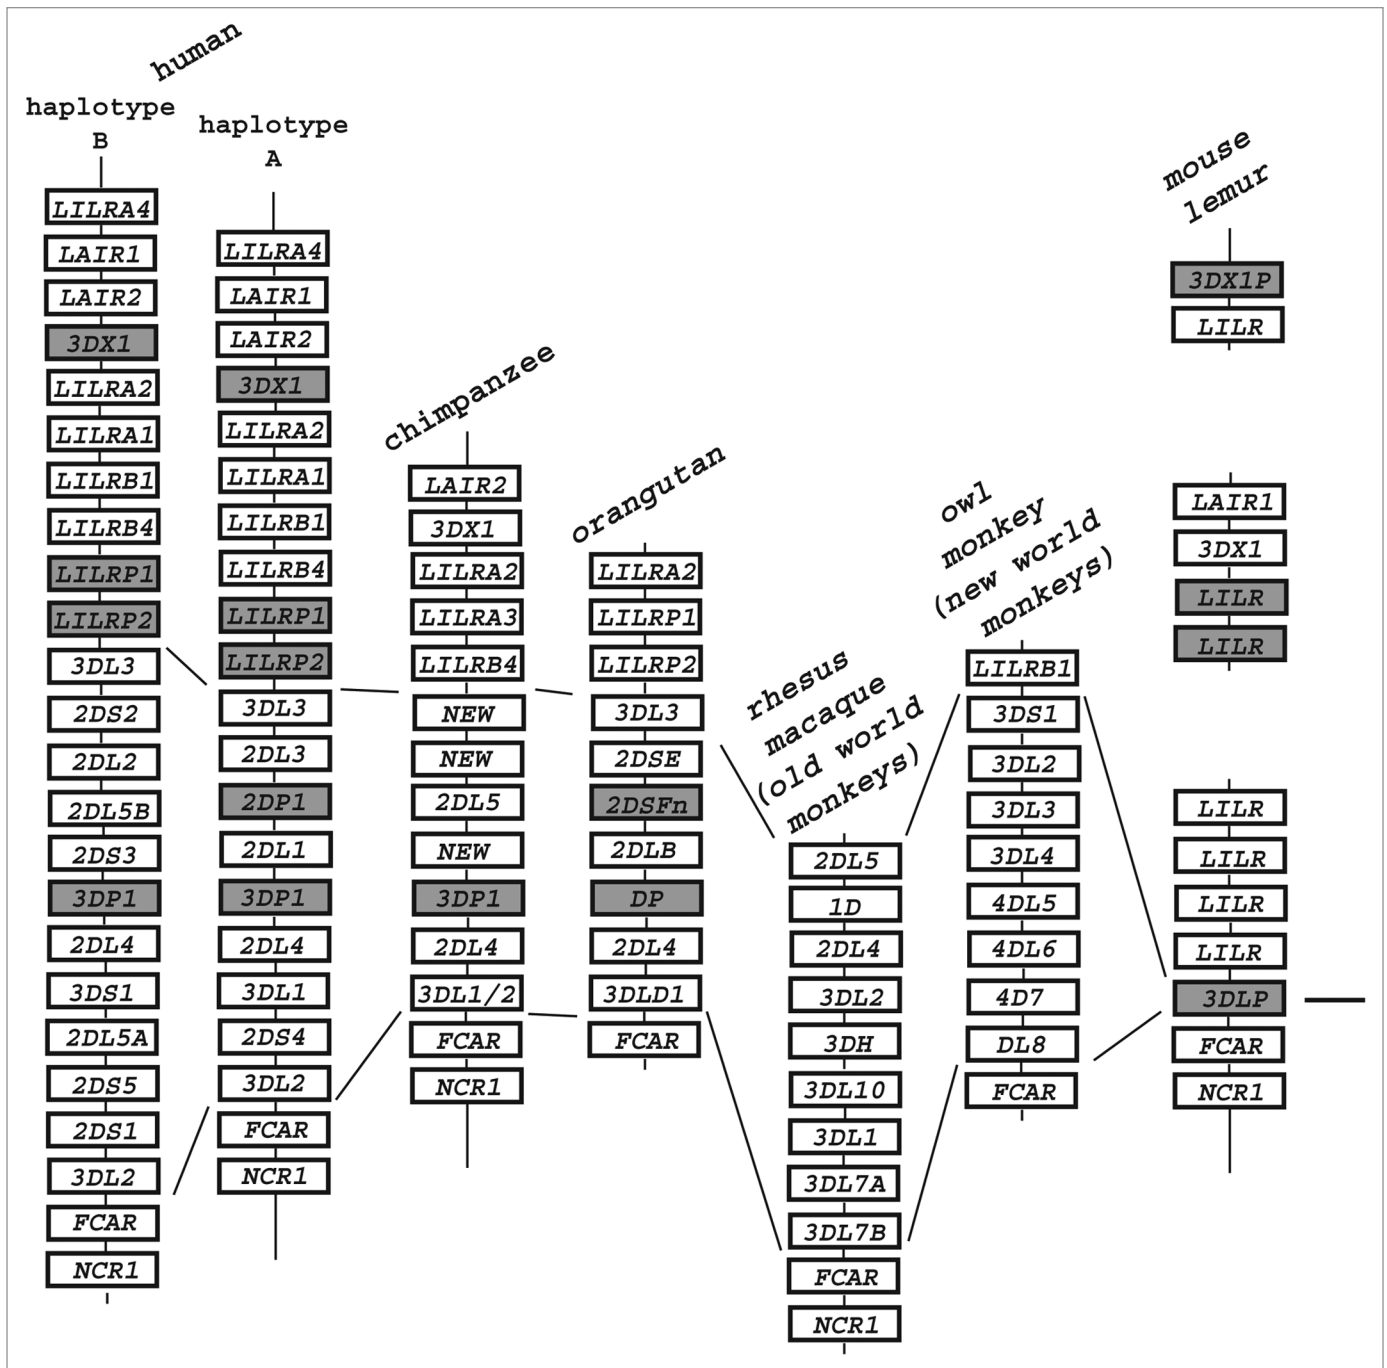 human
haplotype
B
LILRA4
LAIR1
LAIR2
3DX1
LILRA2
LILRA1
LILRB1
LILRB4
LILRP1
LILRP2
3DL3
2DS2
2DL2
2DL5B
2DS3
3DP1
2DL4
3DS1
2DL5A
2DS5
2DS1
3DL2
FCAR
NCR1
haplotype
A
LILRA4
LAIR1
LAIR2
3DX1
LILRA2
LILRA1
LILRB1
LILRB4
LILRP1
LILRP2
3DL3
2DL3
2DP1
2DL1
3DP1
2DL4
3DL1
2DS4
3DL2
FCAR
NCR1
chimpanzee
LAIR2
3DX1
LILRA2
LILRA3
LILRB4
NEW
NEW
2DL5
NEW
3DP1
2DL4
3DL1/2
FCAR
NCR1
orangutan
LILRA2
LILRP1
LILRP2
3DL3
2DSE
2DSFn
2DLB
DP
2DL4
3DLD1
FCAR
rhesus
macaque
(old world
monkeys)
2DL5
1D
2DL4
3DL2
3DH
3DL10
3DL1
3DL7A
3DL7B
FCAR
NCR1
owl
monkey
(new world
monkeys)
LILRB1
3DS1
3DL2
3DL3
3DL4
4DL5
4DL6
4D7
DL8
FCAR
mouse
lemur
3DX1P
LILR
LAIR1
3DX1
LILR
LILR
LILR
LILR
LILR
LILR
3DLP
FCAR
NCR1